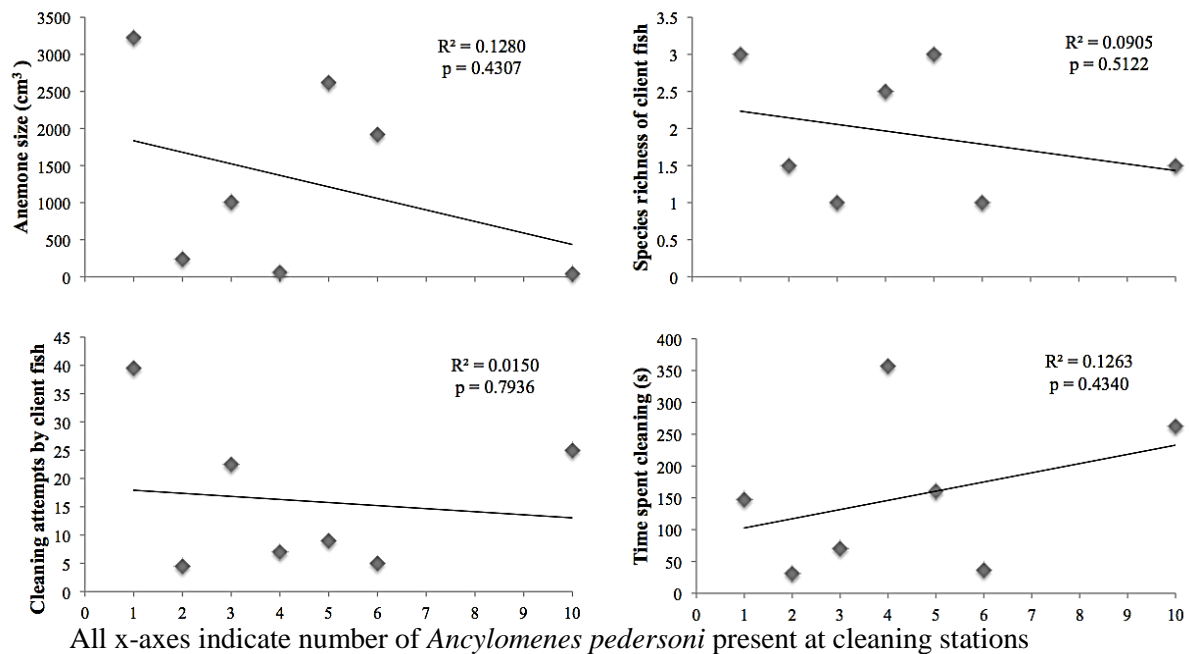 Anemone size (cm³)
3500
3000
2500
2000
1500
1000
500
0
R² = 0.1280
p = 0.4307
Species richness of client fish
3.5
3
2.5
2
1.5
1
0.5
0
R² = 0.0905
p = 0.5122
Cleaning attempts by client fish
45
40
35
30
25
20
15
10
5
0
R² = 0.0150
p = 0.7936
0 1 2 3 4 5 6 7 8 9 10
Time spent cleaning (s)
400
350
300
250
200
150
100
50
0
R² = 0.1263
p = 0.4340
0 1 2 3 4 5 6 7 8 9 10
All x-axes indicate number of Ancylomenes pedersoni present at cleaning stations